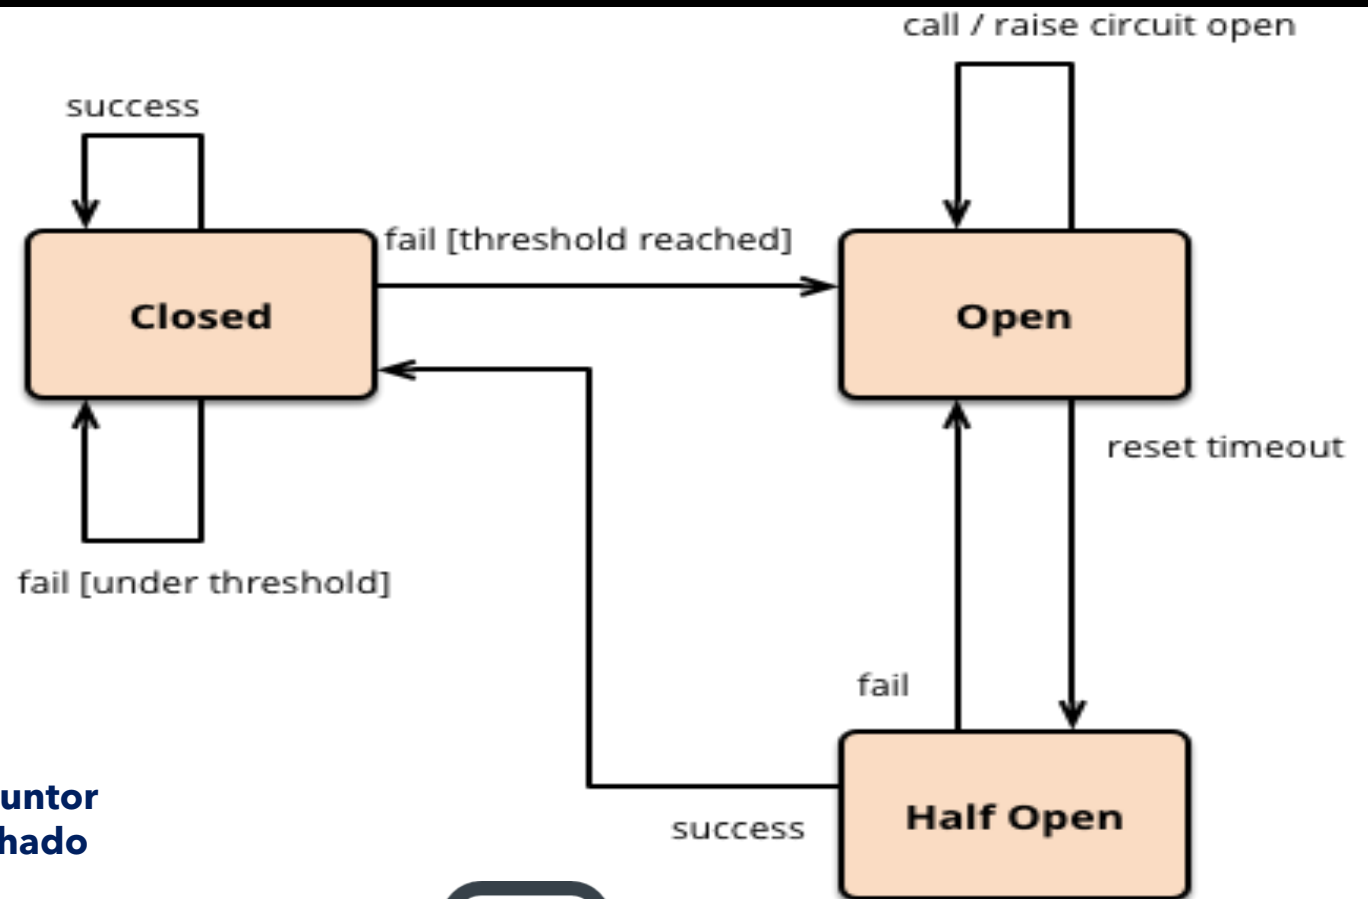 call / raise circuit open
success
fail [threshold reached]
Closed
Open
reset timeout
fail [under threshold]
fail
untor
hado
Half Open
success